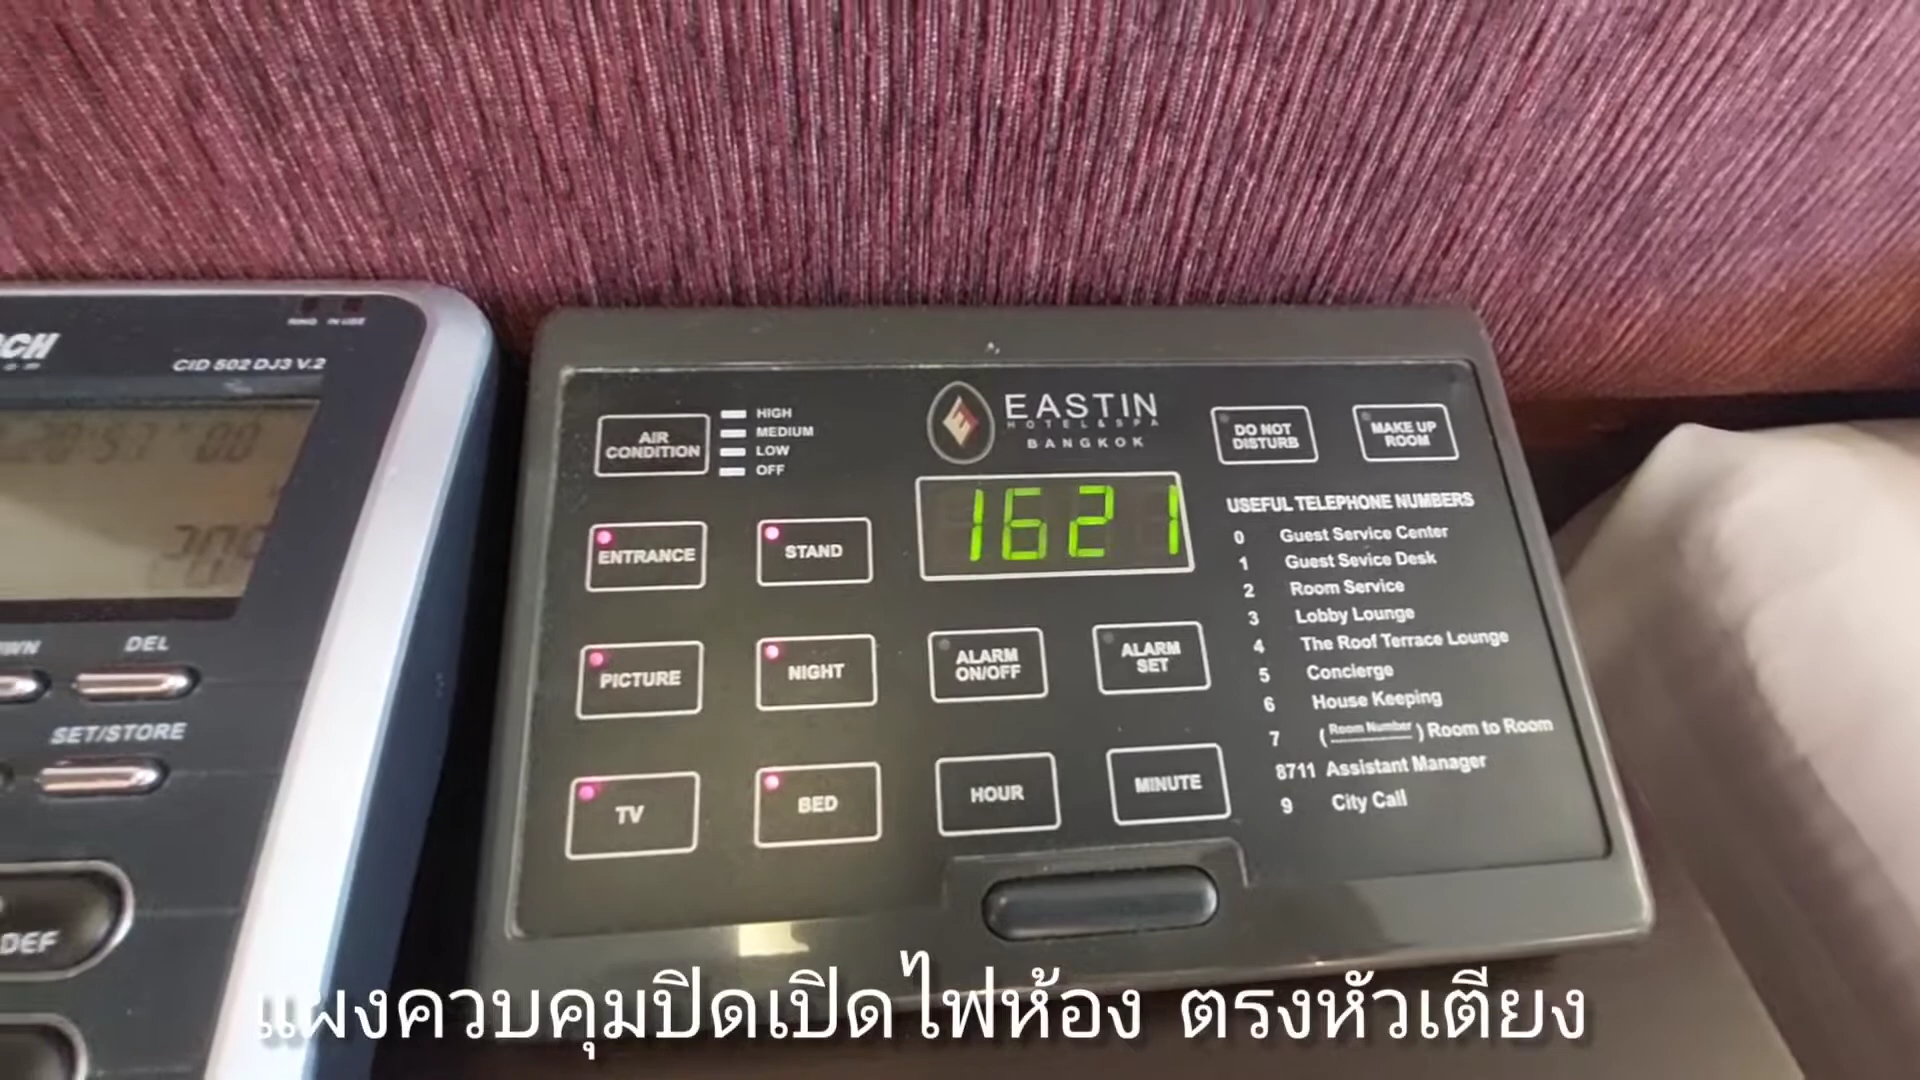 RING IN USE
CID 502 DJ3 V.2
DEL
SET/STORE
DEF
AIR
CONDITION
HIGH
MEDIUM
LOW
OFF
EASTIN
HOTEL & SPA
BANGKOK
DO NOT
DISTURB
MAKE UP
ROOM
1621
ENTRANCE
STAND
PICTURE
NIGHT
TV
BED
ALARM
ON/OFF
ALARM
SET
HOUR
MINUTE
USEFUL TELEPHONE NUMBERS
0 Guest Service Center
1 Guest Sevice Desk
2 Room Service
3 Lobby Lounge
4 The Roof Terrace Lounge
5 Concierge
6 House Keeping
7 (Room Number) Room to Room
8711 Assistant Manager
9 City Call
แผงควบคุมปิดเปิดไฟห้อง ตรงหัวเตียง